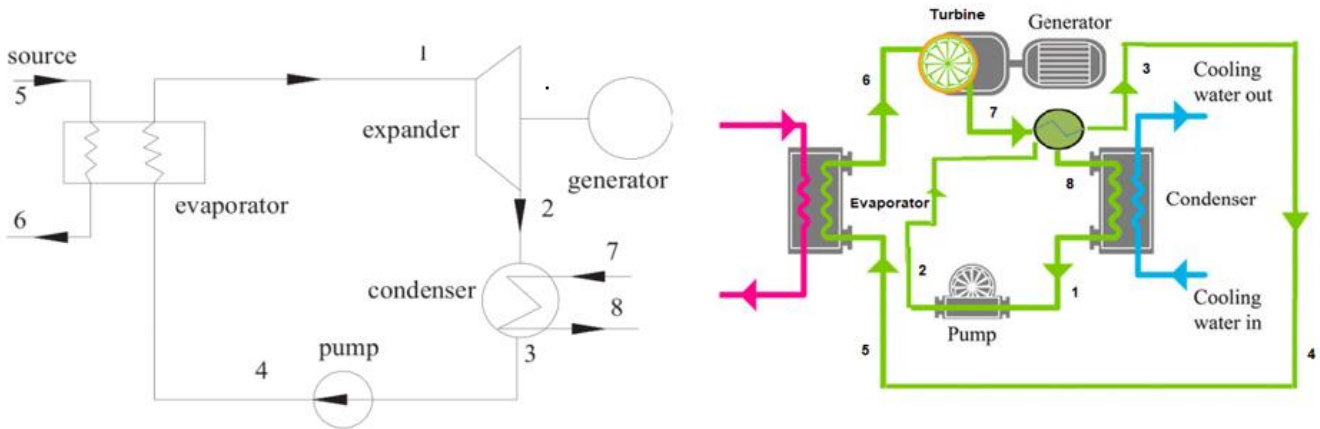 source
5
1
expander
generator
evaporator
6
2
7
condenser
8
3
pump
4
Turbine
Generator
6
3
Cooling
water out
7
8
Evaporator
Condenser
2
1
Cooling
water in
Pump
5
4